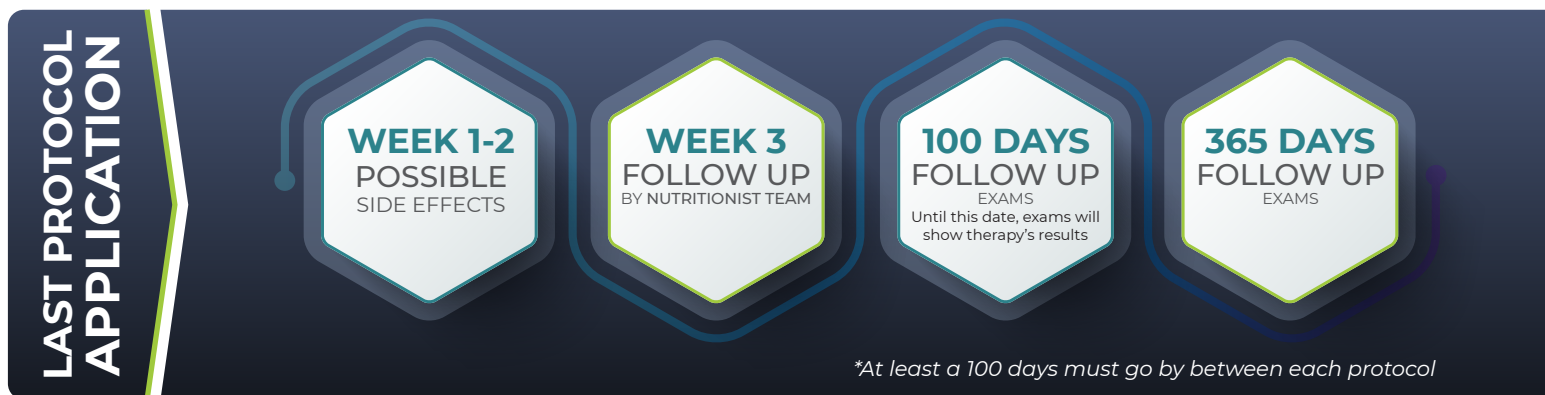 LAST PROTOCOL
APPLICATION
WEEK 1-2
POSSIBLE
SIDE EFFECTS
WEEK 3
FOLLOW UP
BY NUTRITIONIST TEAM
100 DAYS
FOLLOW UP
EXAMS
Until this date, exams will
show therapy’s results
365 DAYS
FOLLOW UP
EXAMS
*At least a 100 days must go by between each protocol